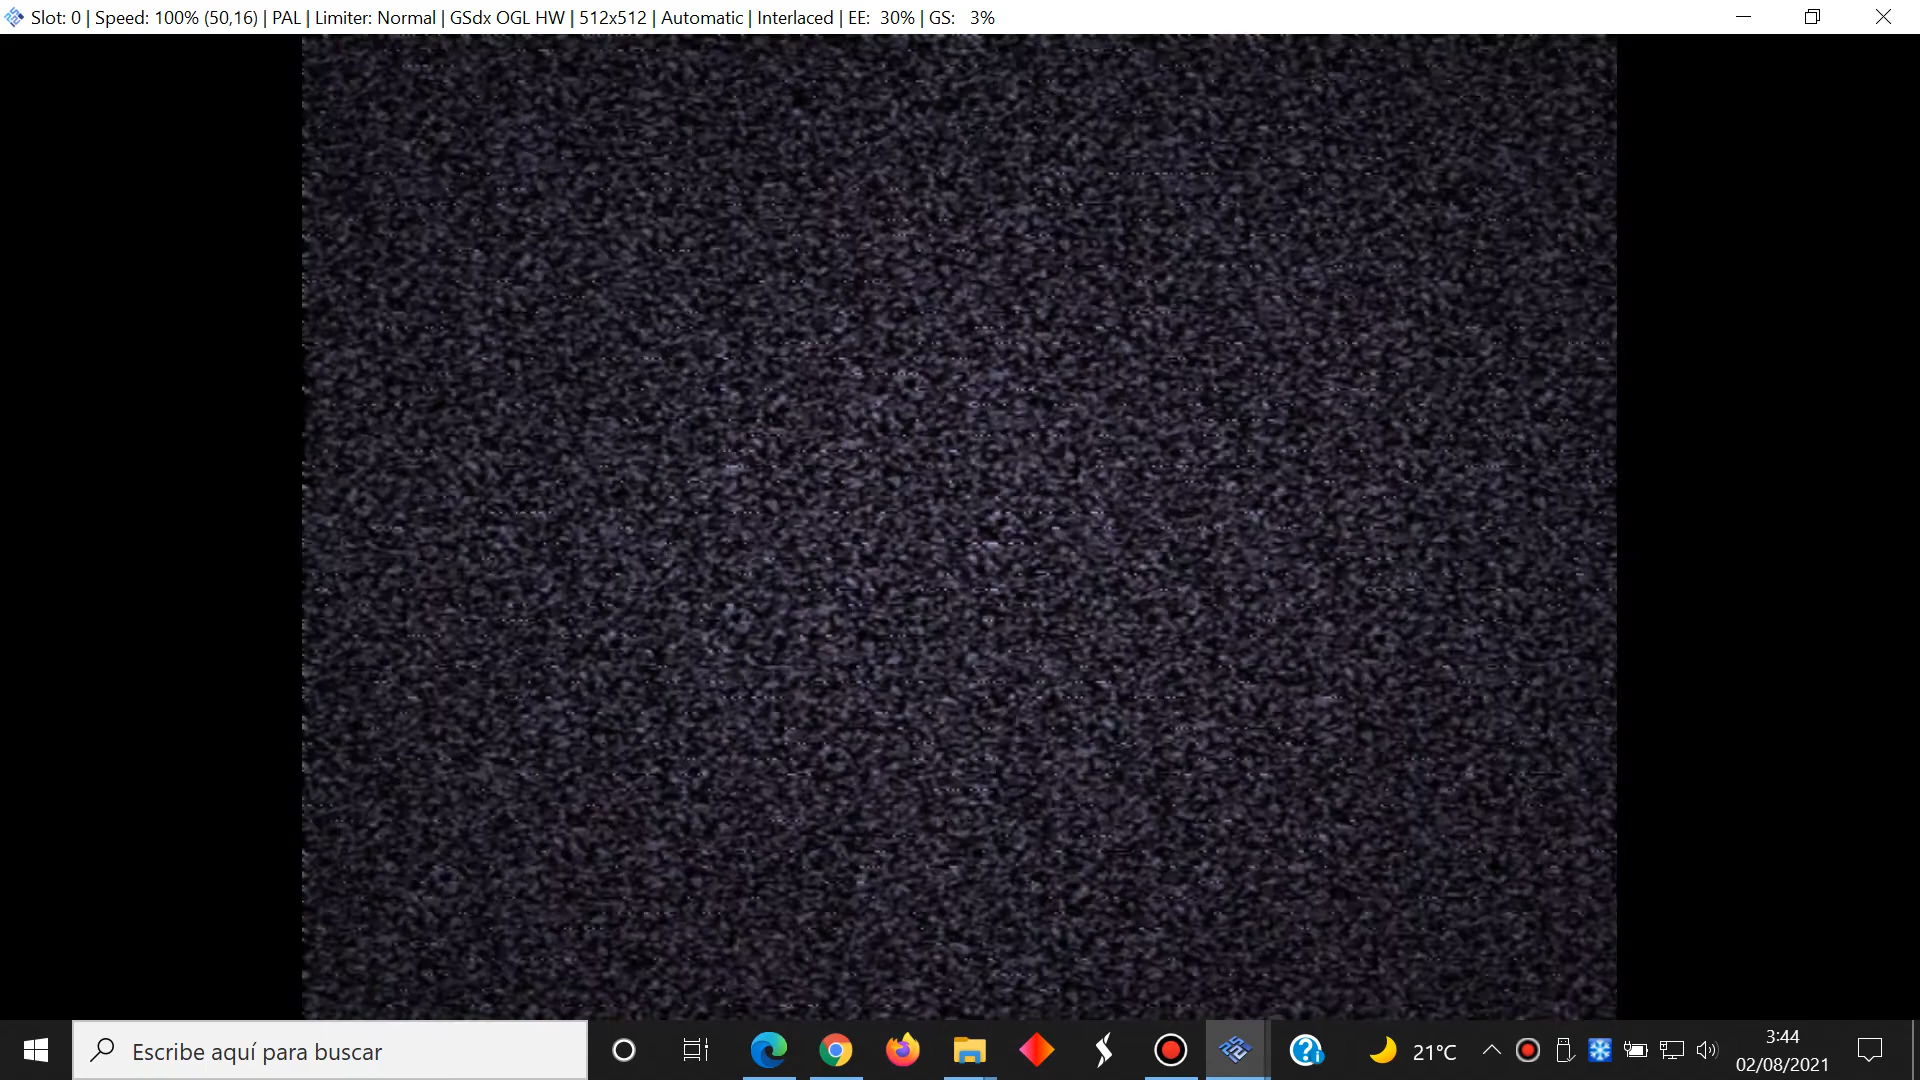 Slot: 0 | Speed: 100% (50,16) | PAL | Limiter: Normal | GSdx OGL HW | 512x512 | Automatic | Interlaced | EE: 30% | GS: 3%
Escribe aquí para buscar
21°C
3:44
02/08/2021